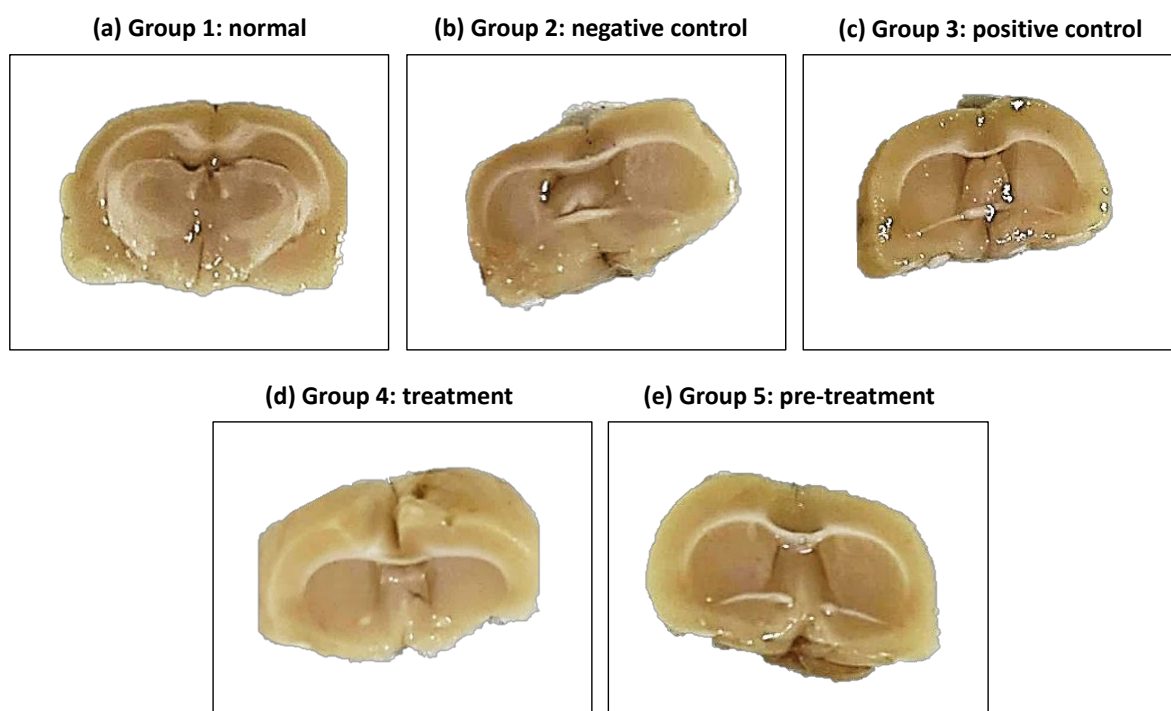 (a) Group 1: normal
(b) Group 2: negative control
(c) Group 3: positive control
(d) Group 4: treatment
(e) Group 5: pre-treatment